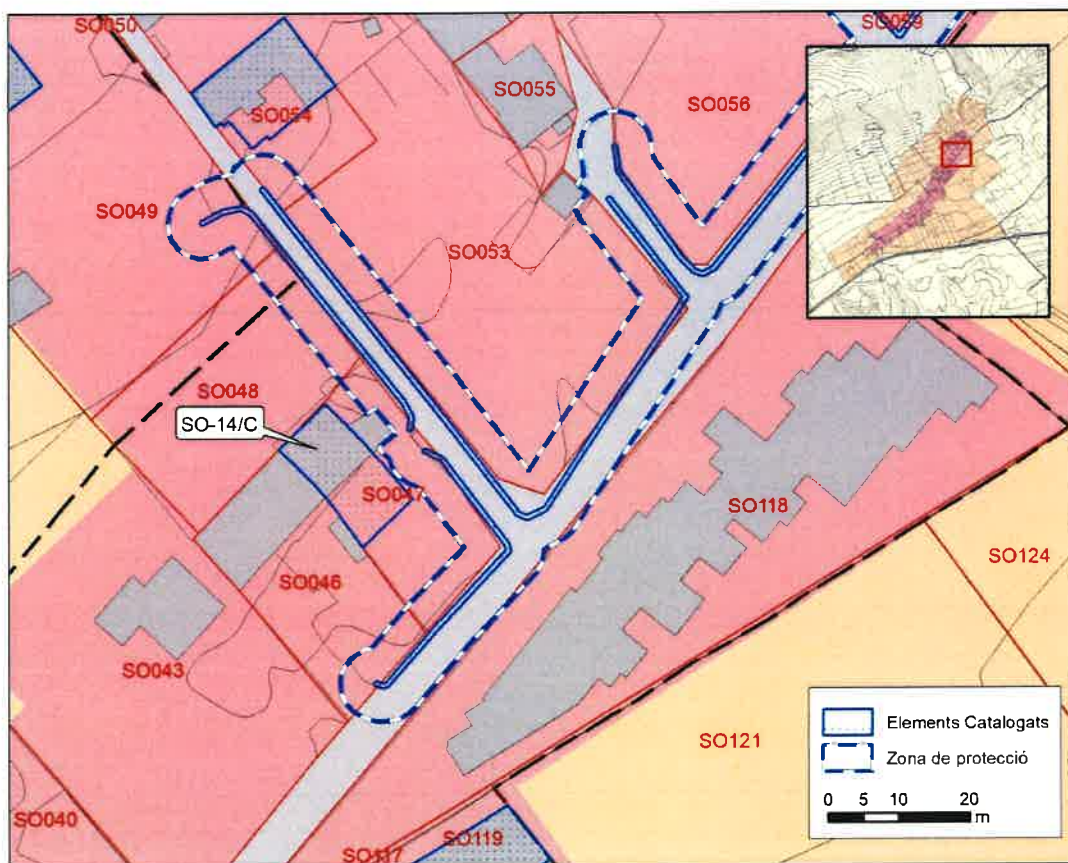 SO050
SO059
SO054
SO055
SO056
SO049
SO053
SO048
SO-14/C
SO047
SO118
SO046
SO124
SO043
SO121
Elements Catalogats
Zona de protecció
0 5 10 20
m
SO040
SO117
SO119